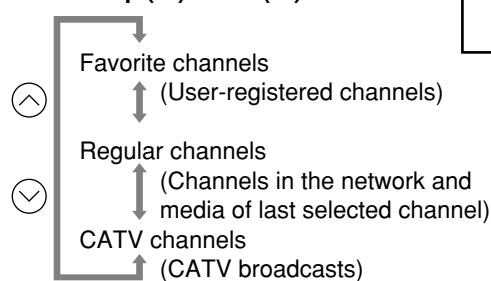 Favorite channels
(User-registered channels)
Regular channels
(Channels in the network and
media of last selected channel)
CATV channels
(CATV broadcasts)